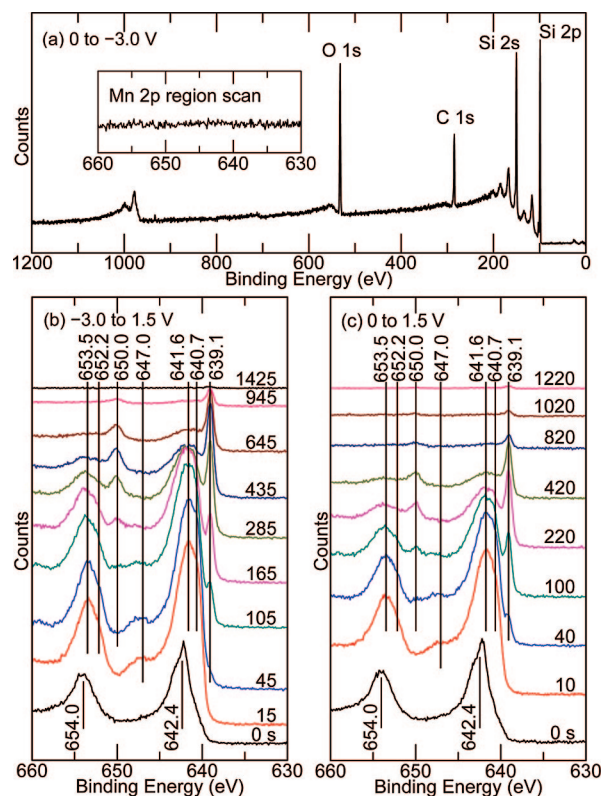 (a) 0 to −3.0 V
Si 2p
O 1s
Si 2s
Mn 2p region scan
C 1s
Counts
660 650 640 630
1200 1000 800 600 400 200 0
Binding Energy (eV)
(b) −3.0 to 1.5 V
653.5
652.2
650.0
647.0
641.6
640.7
639.1
1425
945
645
435
285
165
105
45
15
0 s
654.0
642.4
Counts
660 650 640 630
Binding Energy (eV)
(c) 0 to 1.5 V
653.5
652.2
650.0
647.0
641.6
640.7
639.1
1220
1020
820
420
220
100
40
10
0 s
654.0
642.4
Counts
660 650 640 630
Binding Energy (eV)